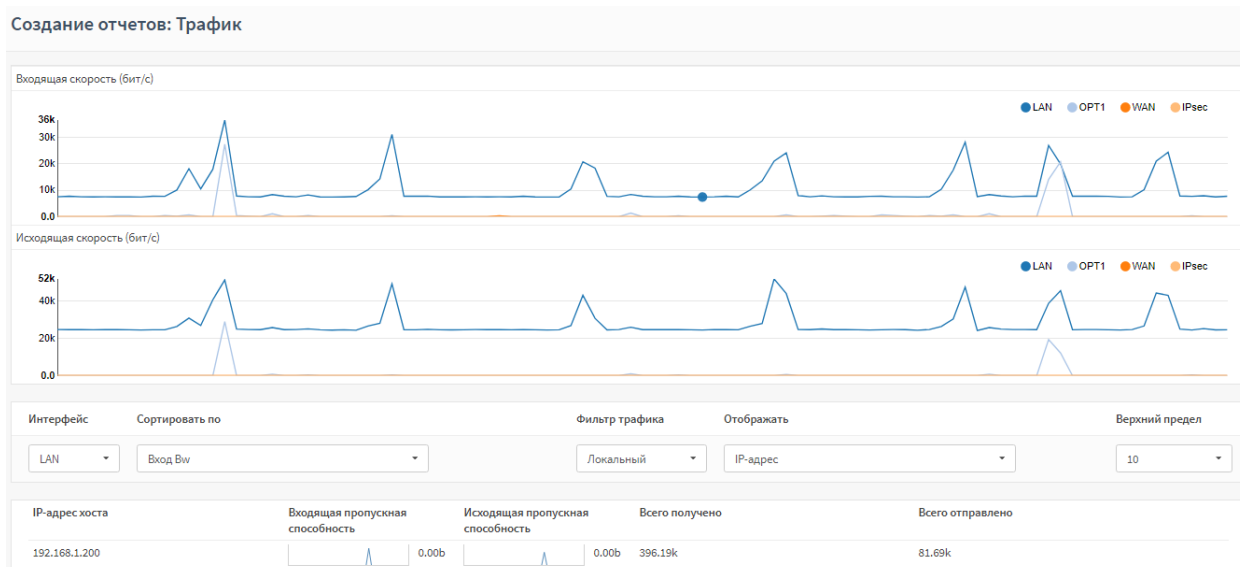 Создание отчетов: Трафик
Входящая скорость (бит/с)
LAN OPT1 WAN IPsec
36k
30k
20k
10k
0.0
Исходящая скорость (бит/с)
LAN OPT1 WAN IPsec
52k
40k
20k
0.0
Интерфейс Сортировать по Фильтр трафика Отображать Верхний предел
LAN Вход Bw Локальный IP-адрес 10
IP-адрес хоста Входящая пропускная способность Исходящая пропускная способность Всего получено Всего отправлено
192.168.1.200 0.00b 0.00b 396.19k 81.69k